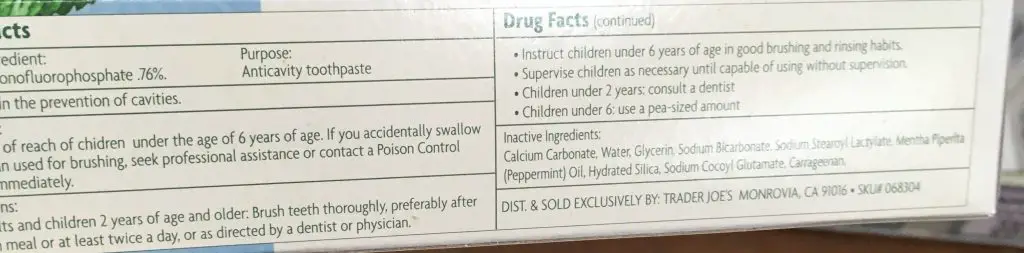 cts
edient:
Purpose:
onofluorophosphate .76%.
Anticavity toothpaste
in the prevention of cavities.
:
of reach of chidren under the age of 6 years of age. If you accidentally swallow
n used for brushing, seek professional assistance or contact a Poison Control
mmediately.
ns:
ts and children 2 years of age and older: Brush teeth thoroughly, preferably after
meal or at least twice a day, or as directed by a dentist or physician.
Drug Facts (continued)
• Instruct children under 6 years of age in good brushing and rinsing habits.
• Supervise children as necessary until capable of using without supervision.
• Children under 2 years: consult a dentist
• Children under 6: use a pea-sized amount
Inactive Ingredients:
Calcium Carbonate, Water, Glycerin, Sodium Bicarbonate, Sodium Stearoyl Lactylate, Mentha Piperita
(Peppermint) Oil, Hydrated Silica, Sodium Cocoyl Glutamate, Carrageenan.
DIST. & SOLD EXCLUSIVELY BY: TRADER JOE'S MONROVIA, CA 91016 • SKU# 068304